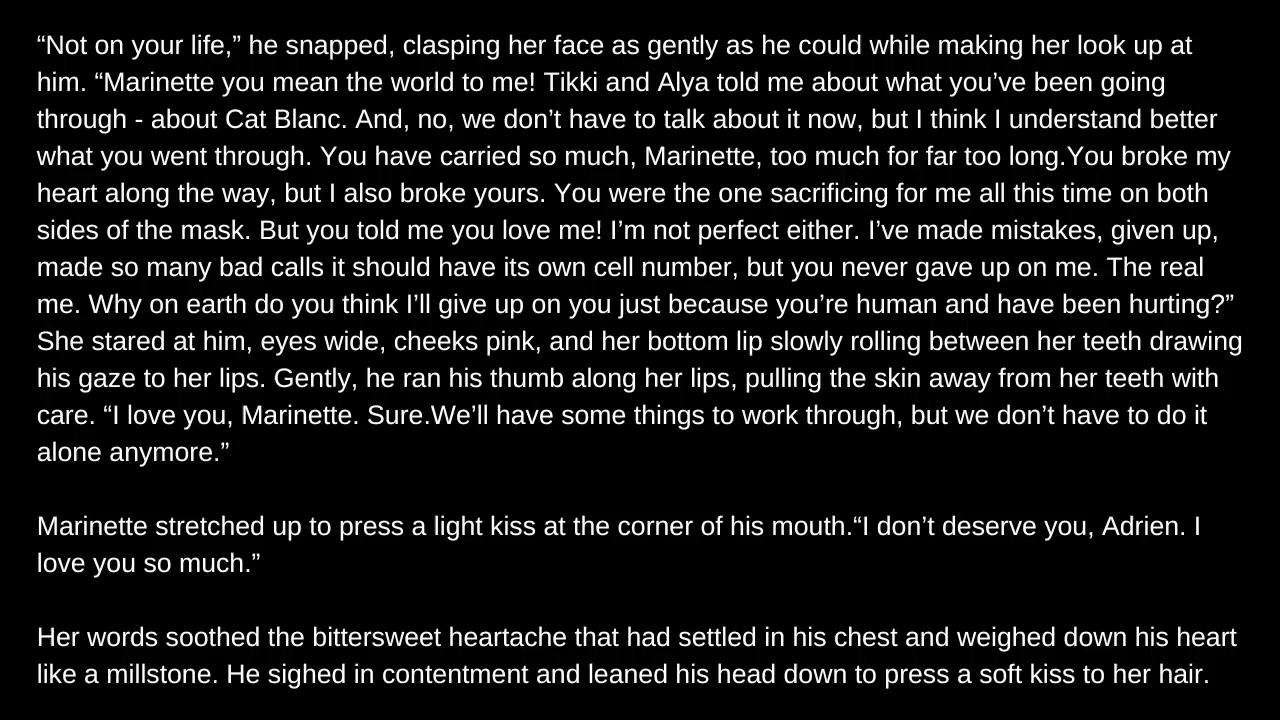 “Not on your life,” he snapped, clasping her face as gently as he could while making her look up at
him. “Marinette you mean the world to me! Tikki and Alya told me about what you’ve been going
through - about Cat Blanc. And, no, we don’t have to talk about it now, but I think I understand better
what you went through. You have carried so much, Marinette, too much for far too long.You broke my
heart along the way, but I also broke yours. You were the one sacrificing for me all this time on both
sides of the mask. But you told me you love me! I’m not perfect either. I’ve made mistakes, given up,
made so many bad calls it should have its own cell number, but you never gave up on me. The real
me. Why on earth do you think I’ll give up on you just because you’re human and have been hurting?”
She stared at him, eyes wide, cheeks pink, and her bottom lip slowly rolling between her teeth drawing
his gaze to her lips. Gently, he ran his thumb along her lips, pulling the skin away from her teeth with
care. “I love you, Marinette. Sure.We’ll have some things to work through, but we don’t have to do it
alone anymore.”
Marinette stretched up to press a light kiss at the corner of his mouth.“I don’t deserve you, Adrien. I
love you so much.”
Her words soothed the bittersweet heartache that had settled in his chest and weighed down his heart
like a millstone. He sighed in contentment and leaned his head down to press a soft kiss to her hair.